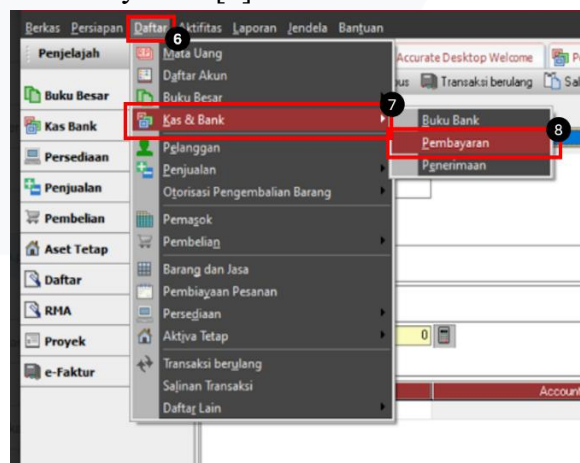 Berkas Persiapan Daftar Aktifitas Laporan Jendela Bantuan
6
Penjelajah
Buku Besar
Kas Bank
Persediaan
Penjualan
Pembelian
Aset Tetap
Daftar
RMA
Proyek
e-Faktur
Mata Uang
Daftar Akun
Buku Besar
Kas & Bank
Pelanggan
Penjualan
Otorisasi Pengembalian Barang
Pemasok
Pembelian
Barang dan Jasa
Pembiayaan Pesanan
Persediaan
Aktiva Tetap
Transaksi berulang
Salinan Transaksi
Daftar Lain
7
Buku Bank
8
Pembayaran
Penerimaan
Accurate Desktop Welcome
Transaksi berulang
0
Account